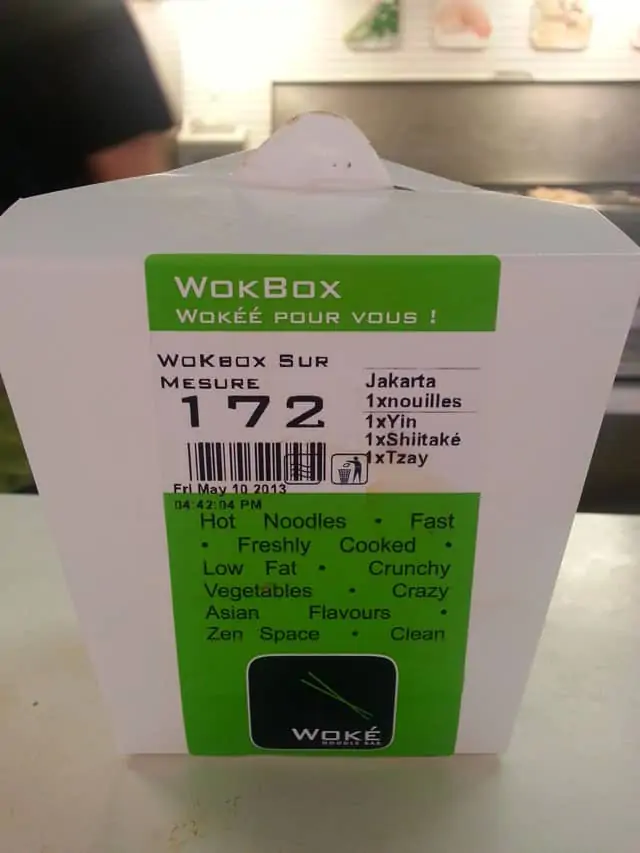 WokBox
Wokéé pour vous !
WokBox Sur
Mesure
172
Jakarta
1xnouilles
1xYin
1xShiitaké
1xTzay
Fri May 10 2013
04:42:04 PM
Hot Noodles • Fast
• Freshly Cooked •
Low Fat • Crunchy
Vegetables • Crazy
Asian Flavours •
Zen Space • Clean
Woké
NOODLE BAR